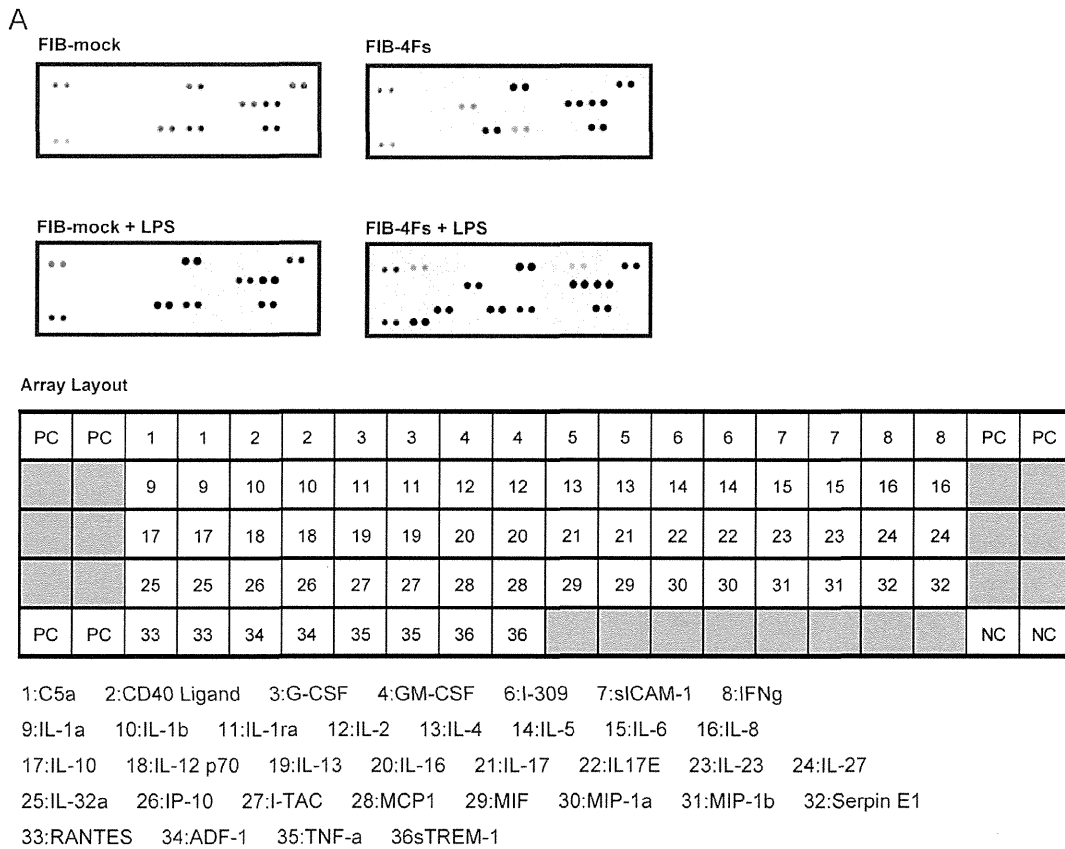 A
FIB-mock
FIB-4Fs
FIB-mock + LPS
FIB-4Fs + LPS
Array Layout
PC PC 1 1 2 2 3 3 4 4 5 5 6 6 7 7 8 8 PC PC
9 9 10 10 11 11 12 12 13 13 14 14 15 15 16 16
17 17 18 18 19 19 20 20 21 21 22 22 23 23 24 24
25 25 26 26 27 27 28 28 29 29 30 30 31 31 32 32
PC PC 33 33 34 34 35 35 36 36 NC NC
1:C5a 2:CD40 Ligand 3:G-CSF 4:GM-CSF 6:I-309 7:sICAM-1 8:IFNg
9:IL-1a 10:IL-1b 11:IL-1ra 12:IL-2 13:IL-4 14:IL-5 15:IL-6 16:IL-8
17:IL-10 18:IL-12 p70 19:IL-13 20:IL-16 21:IL-17 22:IL17E 23:IL-23 24:IL-27
25:IL-32a 26:IP-10 27:I-TAC 28:MCP1 29:MIF 30:MIP-1a 31:MIP-1b 32:Serpin E1
33:RANTES 34:ADF-1 35:TNF-a 36sTREM-1